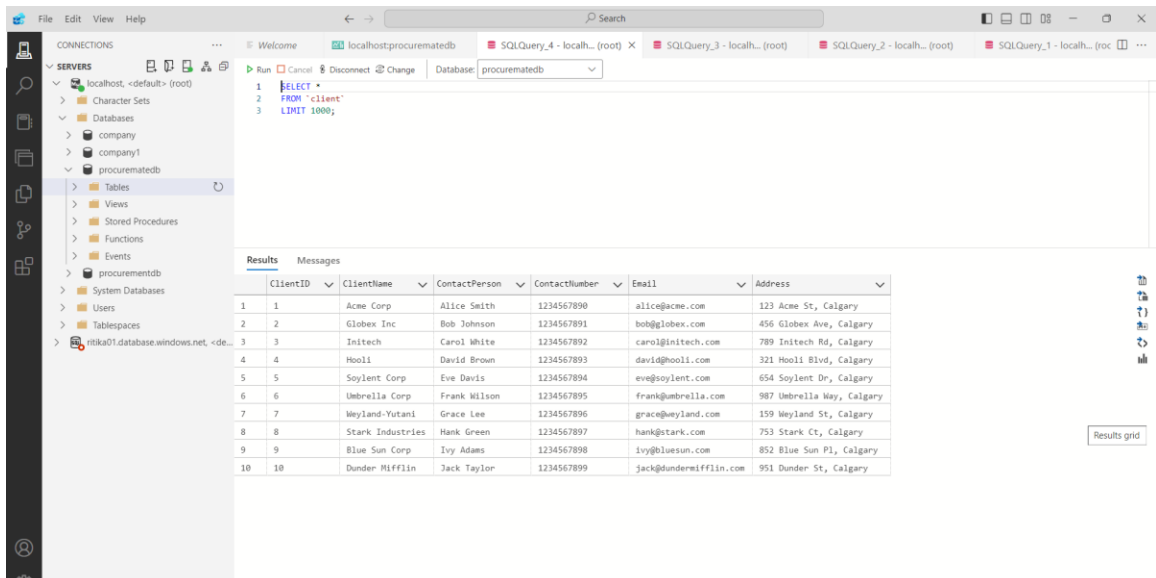 File Edit View Help
Search
CONNECTIONS
SERVERS
localhost, <default> (root)
Character Sets
Databases
company
company1
procurematedb
Tables
Views
Stored Procedures
Functions
Events
procurementdb
System Databases
Users
Tablespaces
ritika01.database.windows.net, <de...
Welcome localhost:procurematedb SQLQuery_4 - localh... (root) SQLQuery_3 - localh... (root) SQLQuery_2 - localh... (root) SQLQuery_1 - localh... (roc
Run Cancel Disconnect Change Database: procurematedb
1 SELECT *
2 FROM `client`
3 LIMIT 1000;
Results Messages
ClientID ClientName ContactPerson ContactNumber Email Address
1 1 Acme Corp Alice Smith 1234567890 alice@acme.com 123 Acme St, Calgary
2 2 Globex Inc Bob Johnson 1234567891 bob@globex.com 456 Globex Ave, Calgary
3 3 Initech Carol White 1234567892 carol@initech.com 789 Initech Rd, Calgary
4 4 Hooli David Brown 1234567893 david@hooli.com 321 Hooli Blvd, Calgary
5 5 Soylent Corp Eve Davis 1234567894 eve@soylent.com 654 Soylent Dr, Calgary
6 6 Umbrella Corp Frank Wilson 1234567895 frank@umbrella.com 987 Umbrella Way, Calgary
7 7 Weyland-Yutani Grace Lee 1234567896 grace@weyland.com 159 Weyland St, Calgary
8 8 Stark Industries Hank Green 1234567897 hank@stark.com 753 Stark Ct, Calgary
9 9 Blue Sun Corp Ivy Adams 1234567898 ivy@bluesun.com 852 Blue Sun Pl, Calgary
10 10 Dunder Mifflin Jack Taylor 1234567899 jack@dundermifflin.com 951 Dunder St, Calgary
Results grid